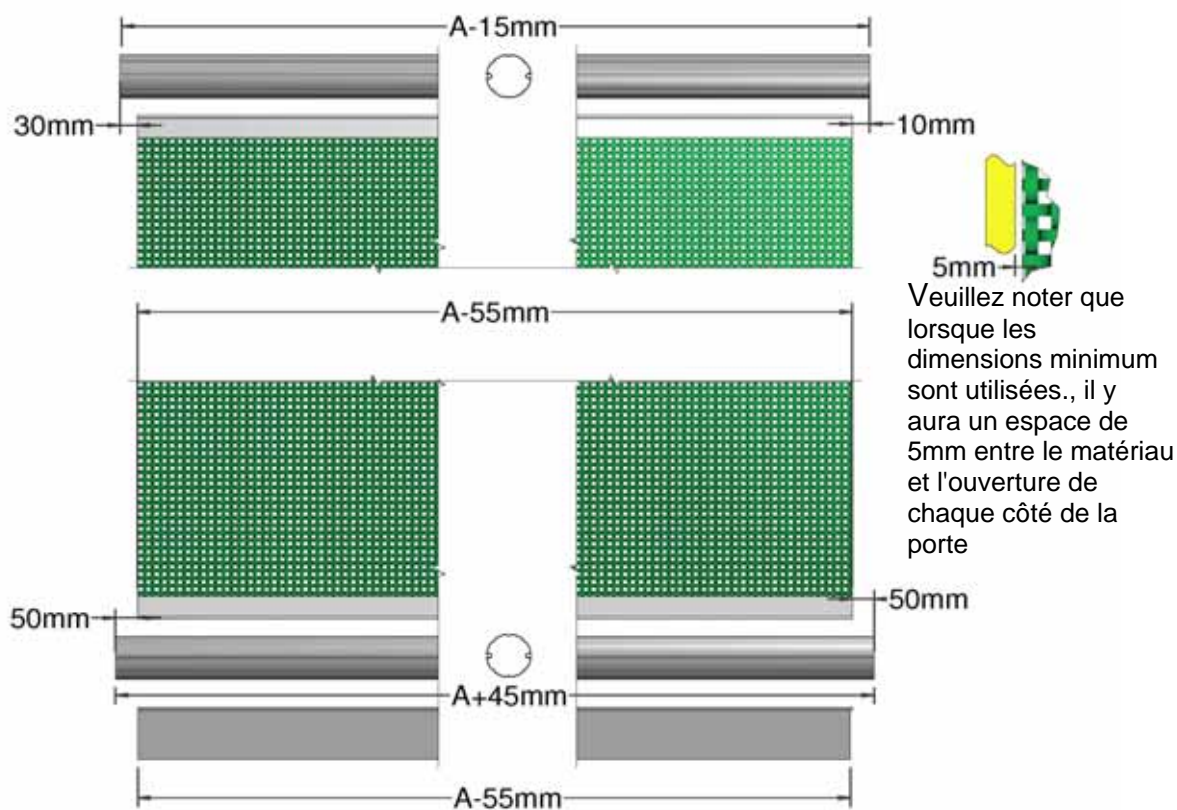 A-15mm
30mm
10mm
5mm
Veuillez noter que
lorsque les
dimensions minimum
sont utilisées., il y
aura un espace de
5mm entre le matériau
et l'ouverture de
chaque côté de la
porte
A-55mm
50mm
50mm
A+45mm
A-55mm